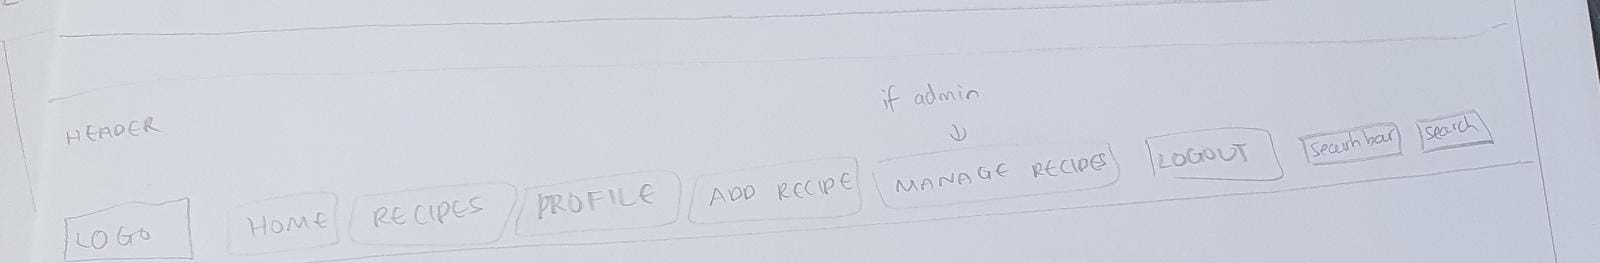 HEADER
if admin
LOGO HOME RECIPES PROFILE ADD RECIPE MANAGE RECIPES LOGOUT Search bar Search